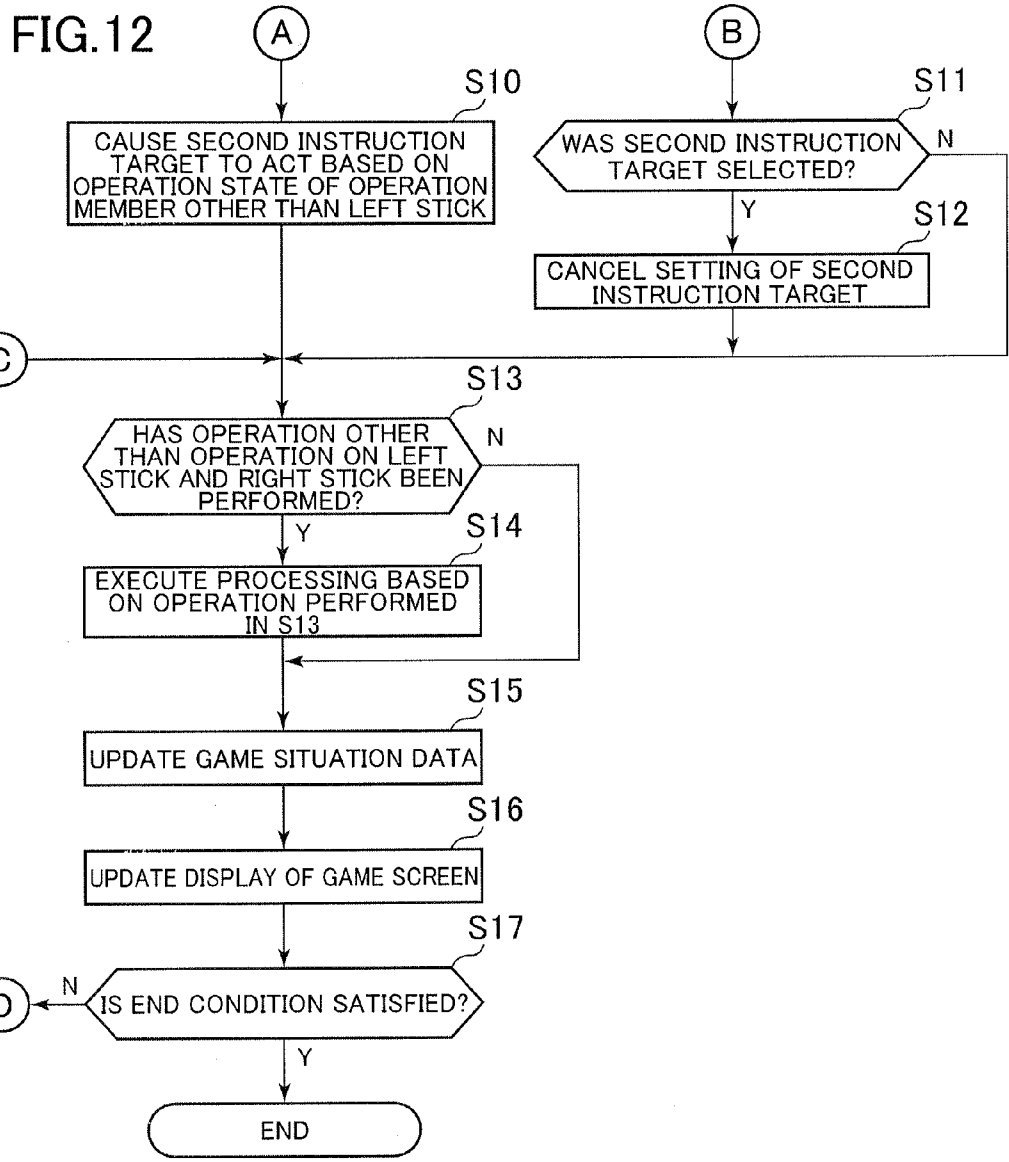 FIG.12
A
B
S10
CAUSE SECOND INSTRUCTION
TARGET TO ACT BASED ON
OPERATION STATE OF OPERATION
MEMBER OTHER THAN LEFT STICK
S11
WAS SECOND INSTRUCTION
TARGET SELECTED?
N
Y
S12
CANCEL SETTING OF SECOND
INSTRUCTION TARGET
C
S13
HAS OPERATION OTHER
THAN OPERATION ON LEFT
STICK AND RIGHT STICK BEEN
PERFORMED?
N
Y
S14
EXECUTE PROCESSING BASED
ON OPERATION PERFORMED
IN S13
S15
UPDATE GAME SITUATION DATA
S16
UPDATE DISPLAY OF GAME SCREEN
S17
D
N
IS END CONDITION SATISFIED?
Y
END